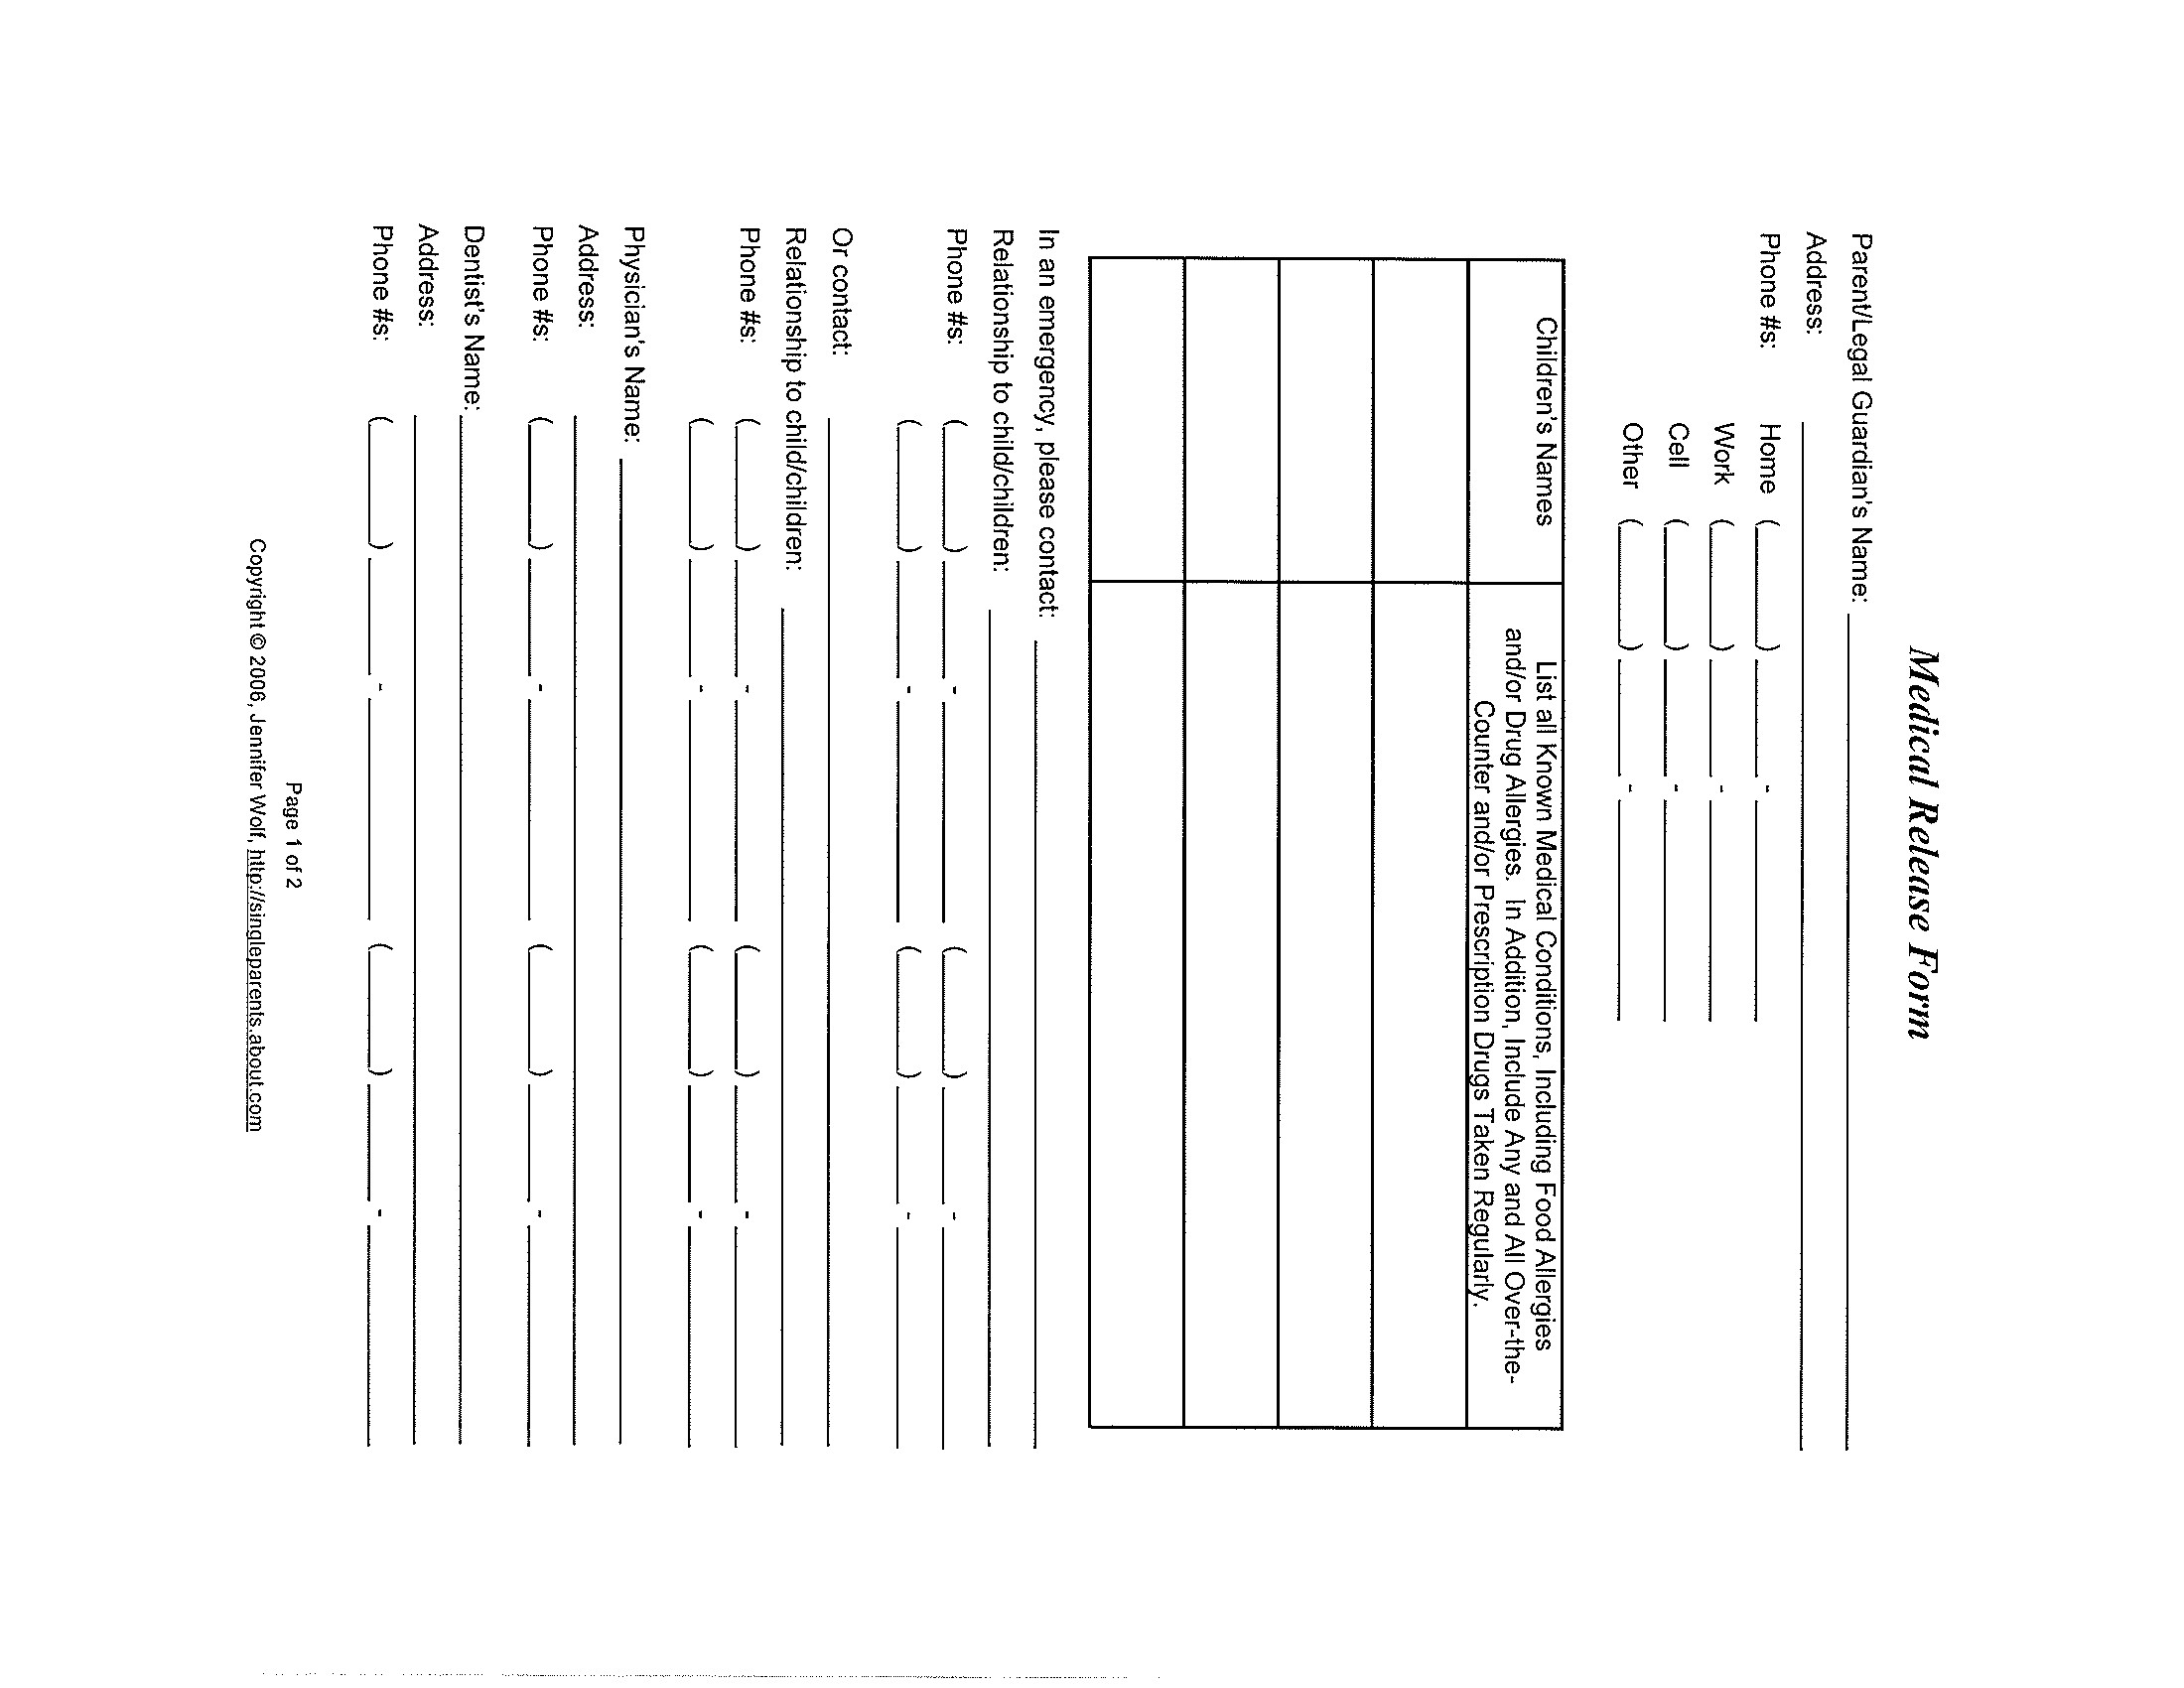 Medical Release Form
Parent/Legal Guardian's Name:
Address:
Phone #s: Home ( ) -
Work ( ) -
Cell ( ) -
Other ( ) -
Children's Names
List all Known Medical Conditions, Including Food Allergies
and/or Drug Allergies. In Addition, Include Any and All Over-the-
Counter and/or Prescription Drugs Taken Regularly.
In an emergency, please contact:
Relationship to child/children:
Phone #s: ( ) - ( ) -
( ) - ( ) -
Or contact:
Relationship to child/children:
Phone #s: ( ) - ( ) -
( ) - ( ) -
Physician's Name:
Address:
Phone #s: ( ) - ( ) -
Dentist's Name:
Address:
Phone #s: ( ) - ( ) -
Page 1 of 2
Copyright © 2006, Jennifer Wolf, http://singleparents.about.com